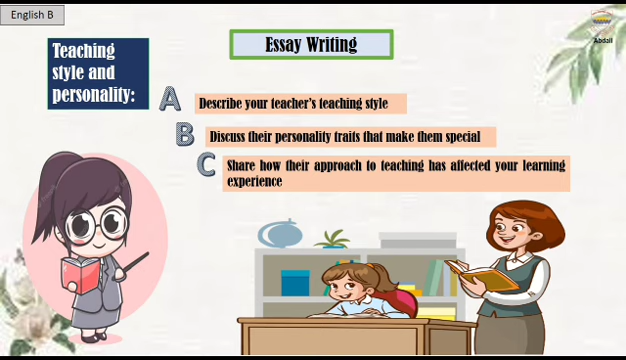 English B
Essay Writing
Abdail
Teaching
style and
personality:
A
Describe your teacher's teaching style
B
Discuss their personality traits that make them special
C
Share how their approach to teaching has affected your learning
experience